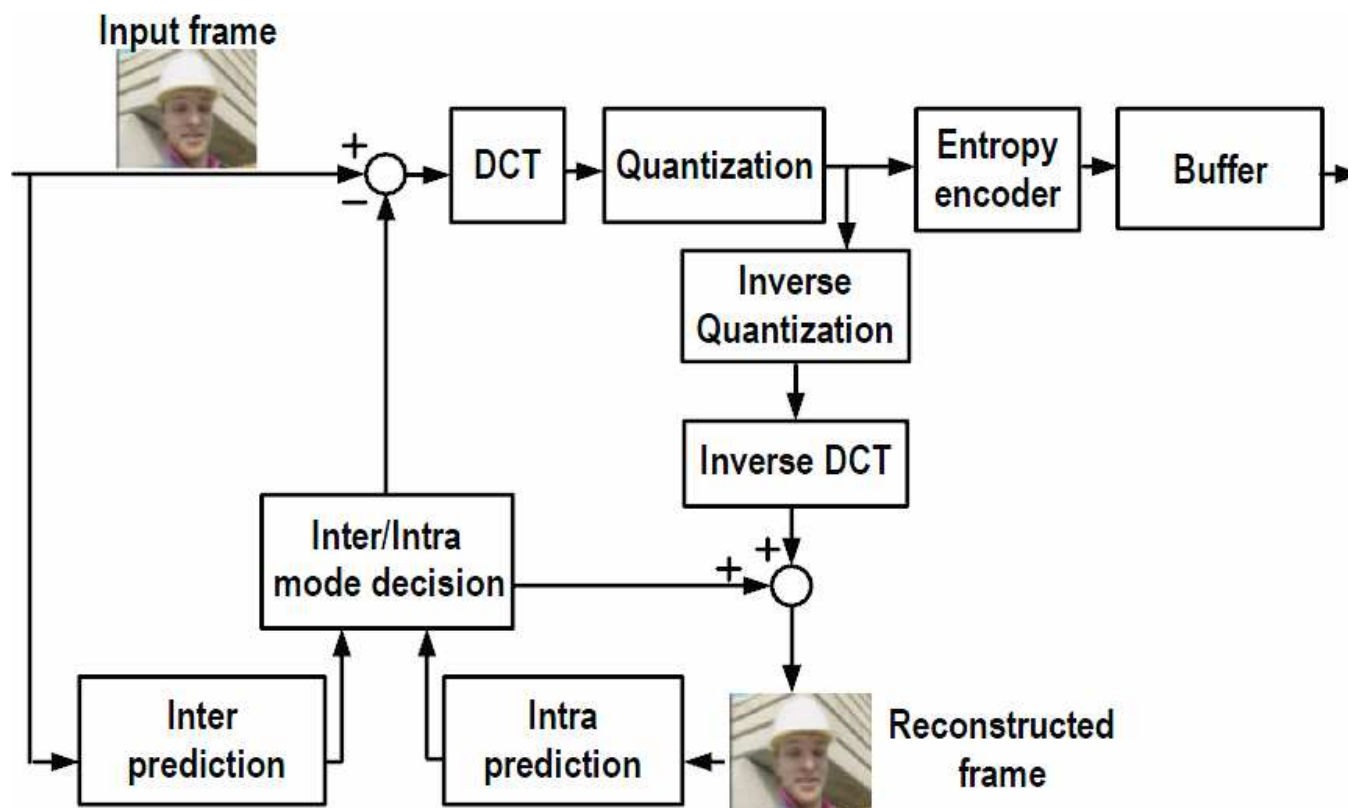 Input frame
+
−
DCT
Quantization
Entropy
encoder
Buffer
Inverse
Quantization
Inverse DCT
Inter/Intra
mode decision
+
+
Inter
prediction
Intra
prediction
Reconstructed
frame